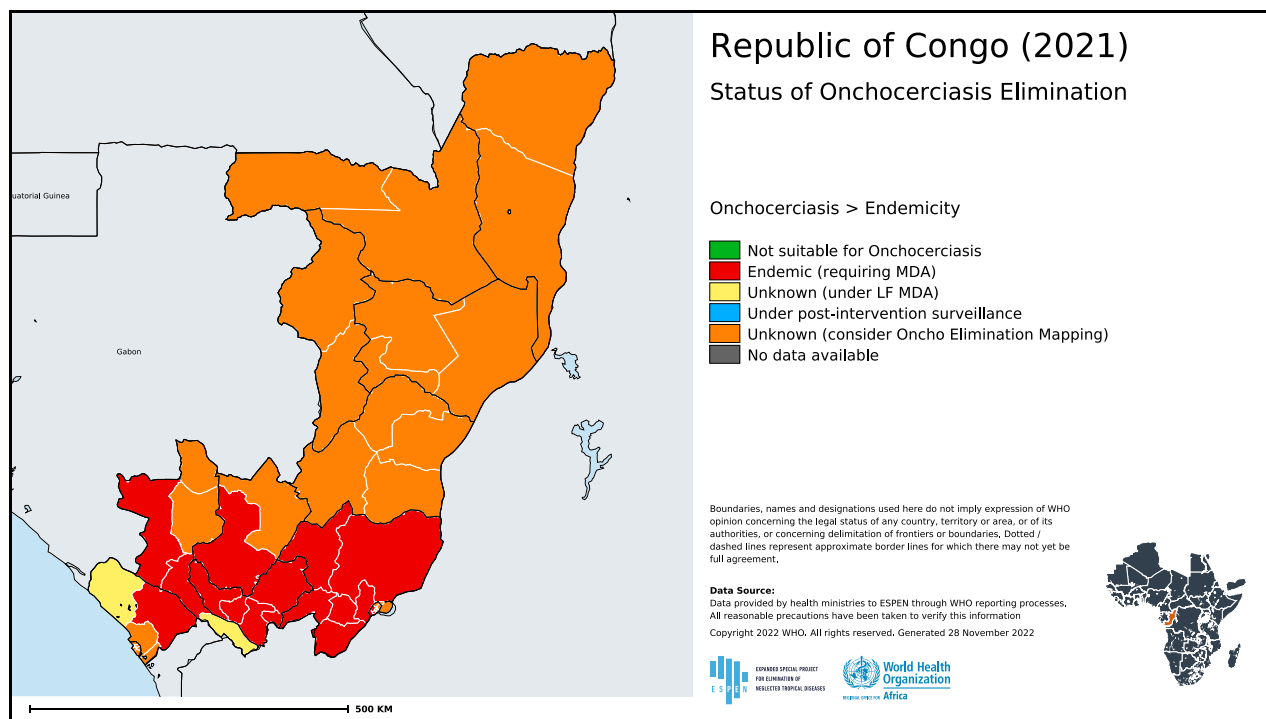 Republic of Congo (2021)
Status of Onchocerciasis Elimination
Onchocerciasis > Endemicity
Not suitable for Onchocerciasis
Endemic (requiring MDA)
Unknown (under LF MDA)
Under post-intervention surveillance
Unknown (consider Oncho Elimination Mapping)
No data available
uatorial Guinea
Gabon
500 KM
Boundaries, names and designations used here do not imply expression of WHO
opinion concerning the legal status of any country, territory or area, or of its
authorities, or concerning delimitation of frontiers or boundaries. Dotted /
dashed lines represent approximate border lines for which there may not yet be
full agreement.
Data Source:
Data provided by health ministries to ESPEN through WHO reporting processes.
All reasonable precautions have been taken to verify this information
Copyright 2022 WHO. All rights reserved. Generated 28 November 2022
ESPEN
EXPANDED SPECIAL PROJECT
FOR ELIMINATION OF
NEGLECTED TROPICAL DISEASES
World Health
Organization
REGIONAL OFFICE FOR Africa